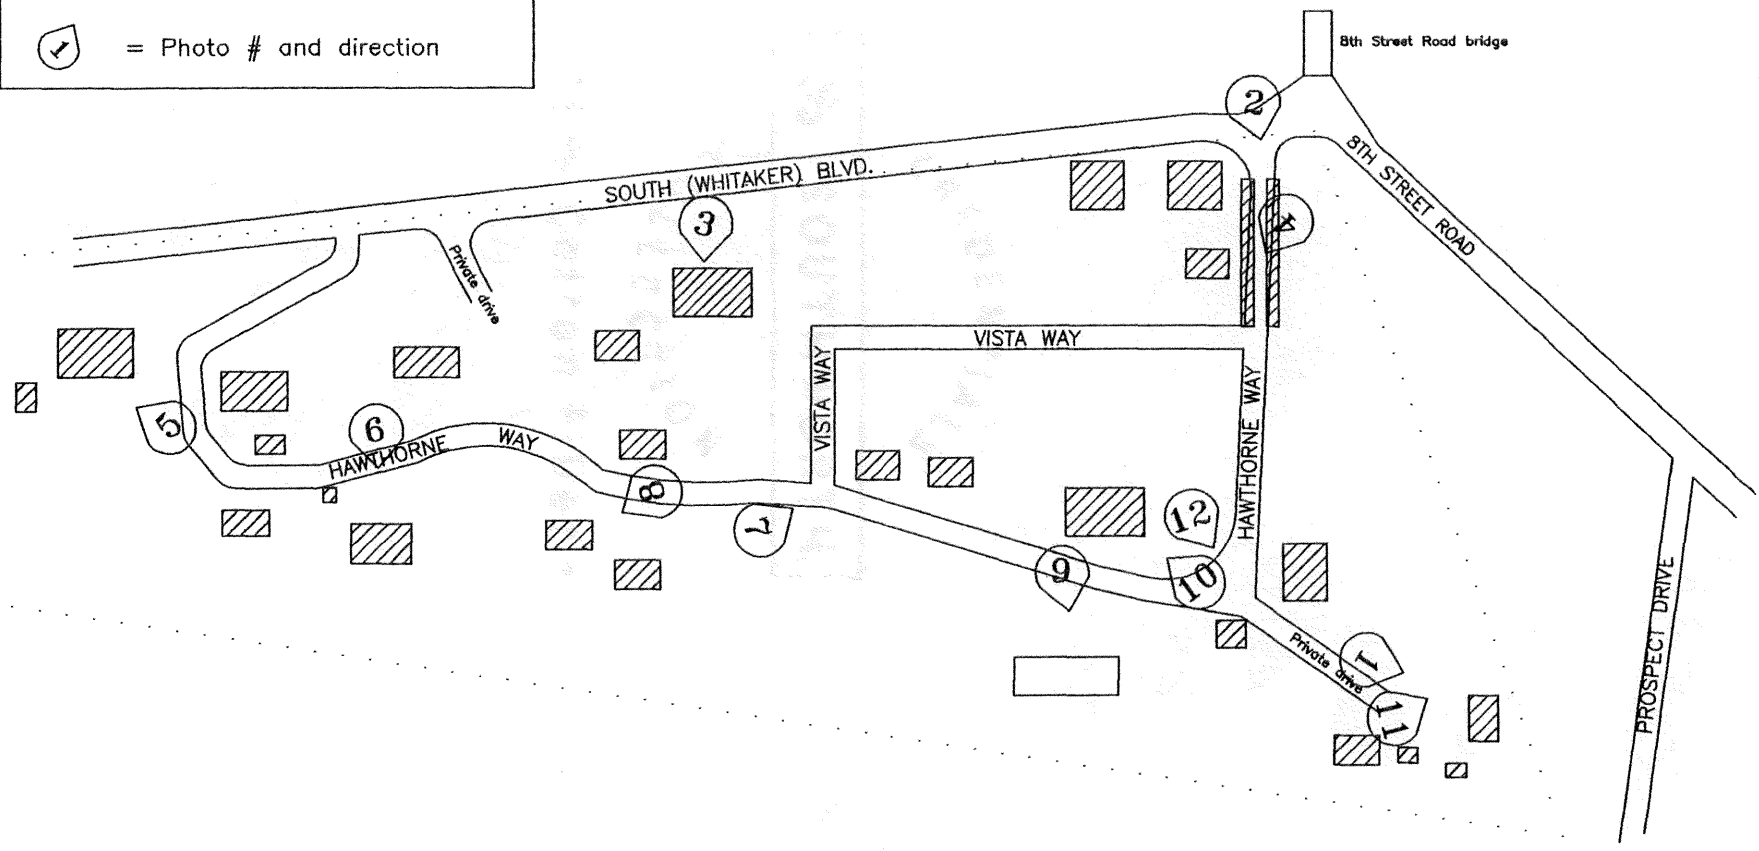 1 = Photo # and direction
8th Street Road bridge
2
SOUTH (WHITAKER) BLVD.
8TH STREET ROAD
3
4
Private drive
VISTA WAY
VISTA WAY
HAWTHORNE WAY
5
6
HAWTHORNE WAY
8
7
12
9
10
PROSPECT DRIVE
Private drive
1
11